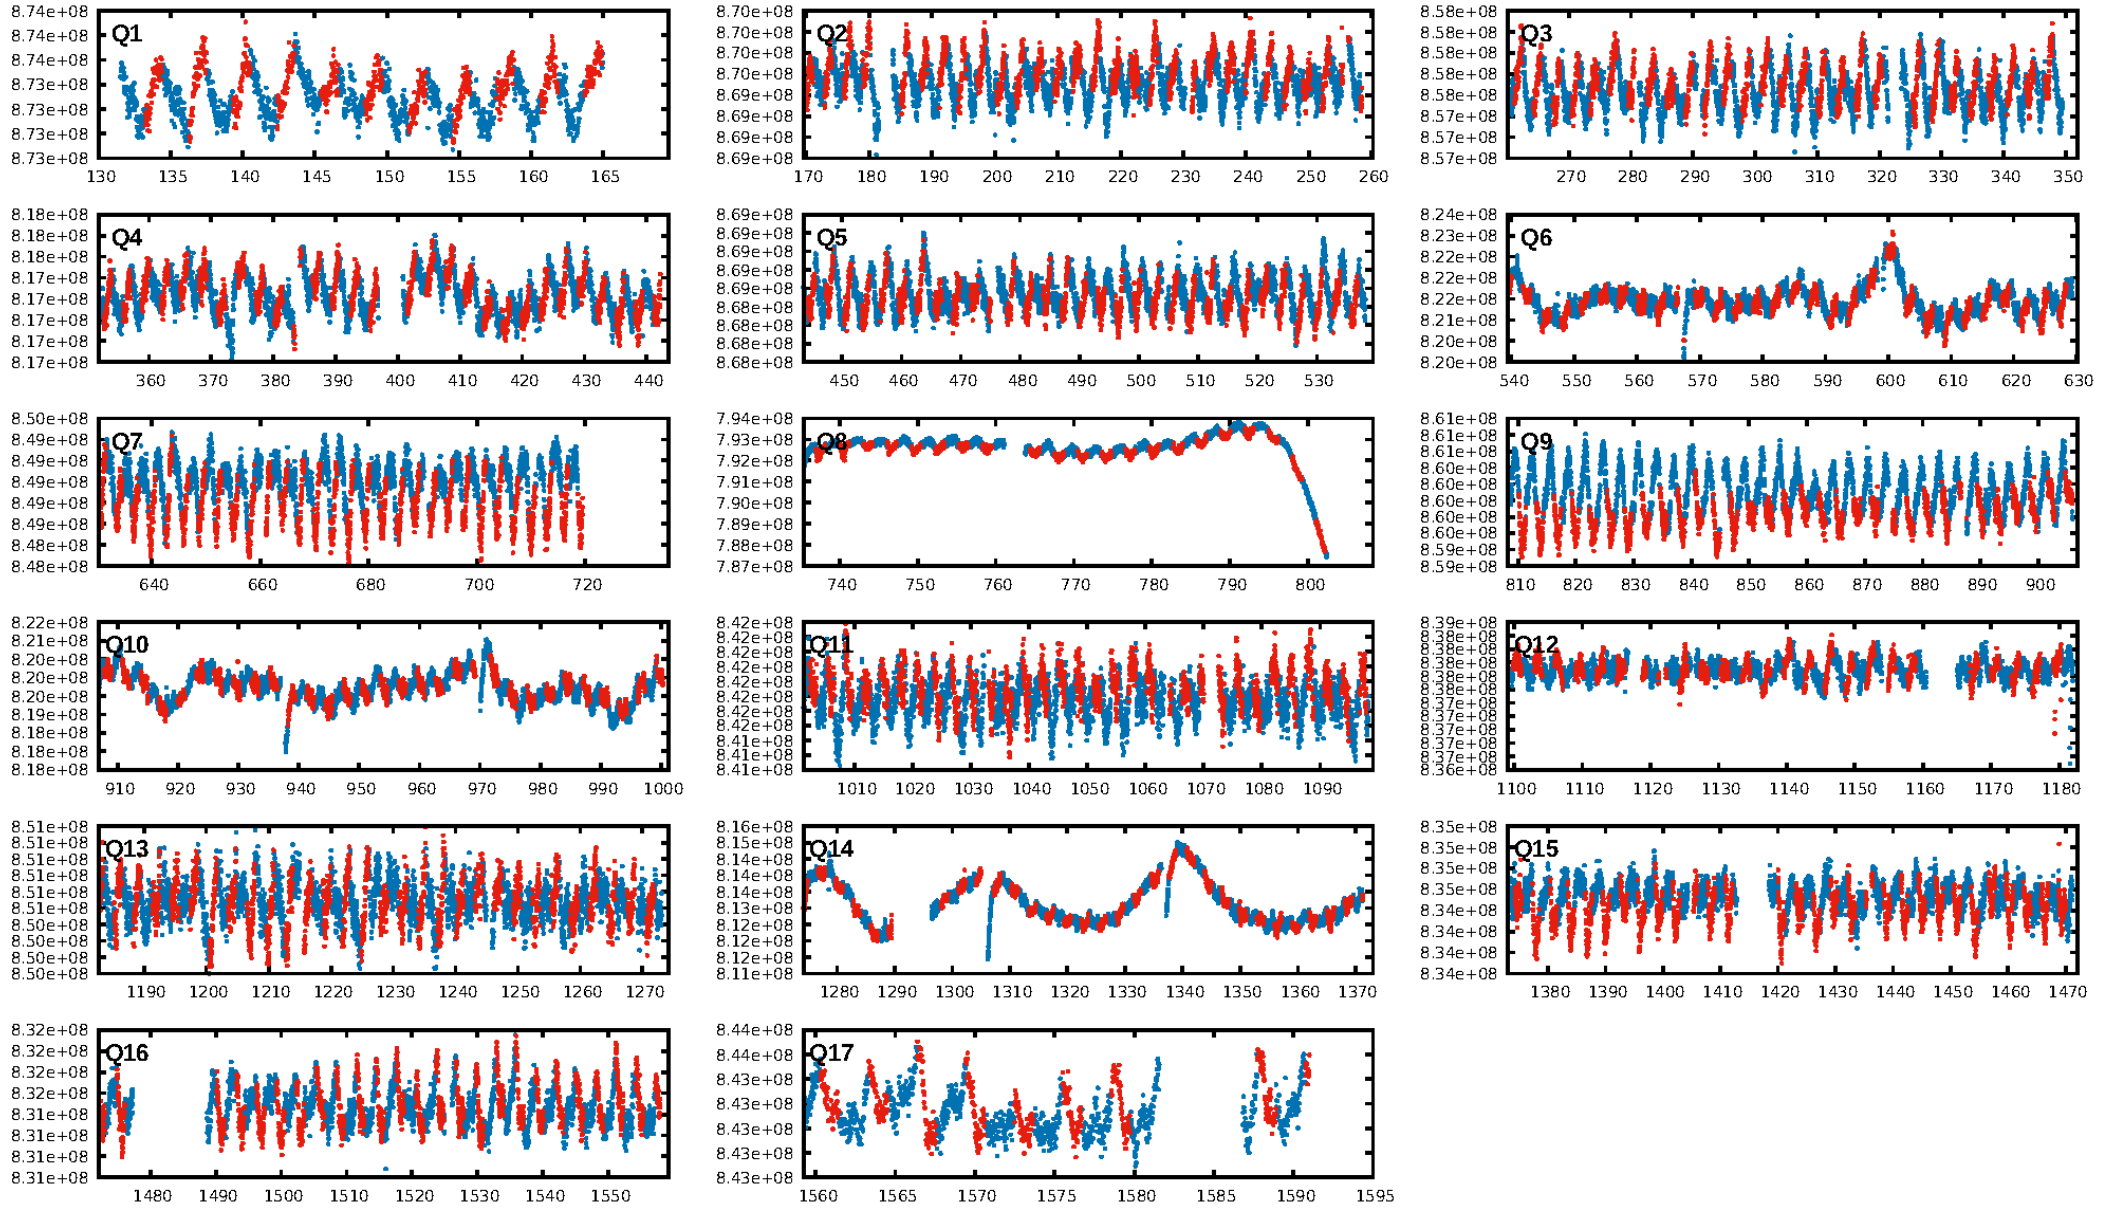 8.74e+08 8.74e+08 8.74e+08 8.73e+08 8.73e+08 8.73e+08 8.73e+08
Q1
130 135 140 145 150 155 160 165
8.70e+08 8.70e+08 8.70e+08 8.70e+08 8.69e+08 8.69e+08 8.69e+08 8.69e+08
Q2
170 180 190 200 210 220 230 240 250 260
8.58e+08 8.58e+08 8.58e+08 8.58e+08 8.58e+08 8.57e+08 8.57e+08 8.57e+08
Q3
270 280 290 300 310 320 330 340 350
8.18e+08 8.18e+08 8.18e+08 8.17e+08 8.17e+08 8.17e+08 8.17e+08 8.17e+08
Q4
360 370 380 390 400 410 420 430 440
8.69e+08 8.69e+08 8.69e+08 8.69e+08 8.69e+08 8.68e+08 8.68e+08 8.68e+08 8.68e+08
Q5
450 460 470 480 490 500 510 520 530
8.24e+08 8.23e+08 8.22e+08 8.22e+08 8.21e+08 8.21e+08 8.20e+08 8.20e+08
Q6
540 550 560 570 580 590 600 610 620 630
8.50e+08 8.49e+08 8.49e+08 8.49e+08 8.49e+08 8.49e+08 8.48e+08 8.48e+08
Q7
640 660 680 700 720
7.94e+08 7.93e+08 7.92e+08 7.91e+08 7.90e+08 7.89e+08 7.88e+08 7.87e+08
Q8
740 750 760 770 780 790 800
8.61e+08 8.61e+08 8.61e+08 8.60e+08 8.60e+08 8.60e+08 8.60e+08 8.60e+08 8.59e+08 8.59e+08
Q9
810 820 830 840 850 860 870 880 890 900
8.22e+08 8.21e+08 8.20e+08 8.20e+08 8.20e+08 8.19e+08 8.18e+08 8.18e+08 8.18e+08
Q10
910 920 930 940 950 960 970 980 990 1000
8.42e+08 8.42e+08 8.42e+08 8.42e+08 8.42e+08 8.42e+08 8.42e+08 8.42e+08 8.41e+08 8.41e+08 8.41e+08
Q11
1010 1020 1030 1040 1050 1060 1070 1080 1090
8.39e+08 8.38e+08 8.38e+08 8.38e+08 8.38e+08 8.38e+08 8.37e+08 8.37e+08 8.37e+08 8.37e+08 8.37e+08 8.36e+08
Q12
1100 1110 1120 1130 1140 1150 1160 1170 1180
8.51e+08 8.51e+08 8.51e+08 8.51e+08 8.51e+08 8.51e+08 8.50e+08 8.50e+08 8.50e+08 8.50e+08
Q13
1190 1200 1210 1220 1230 1240 1250 1260 1270
8.16e+08 8.15e+08 8.14e+08 8.14e+08 8.13e+08 8.12e+08 8.12e+08 8.11e+08
Q14
1280 1290 1300 1310 1320 1330 1340 1350 1360 1370
8.35e+08 8.35e+08 8.35e+08 8.35e+08 8.34e+08 8.34e+08 8.34e+08 8.34e+08
Q15
1380 1390 1400 1410 1420 1430 1440 1450 1460 1470
8.32e+08 8.32e+08 8.32e+08 8.32e+08 8.31e+08 8.31e+08 8.31e+08 8.31e+08
Q16
1480 1490 1500 1510 1520 1530 1540 1550
8.44e+08 8.44e+08 8.43e+08 8.43e+08 8.43e+08 8.43e+08 8.43e+08
Q17
1560 1565 1570 1575 1580 1585 1590 1595